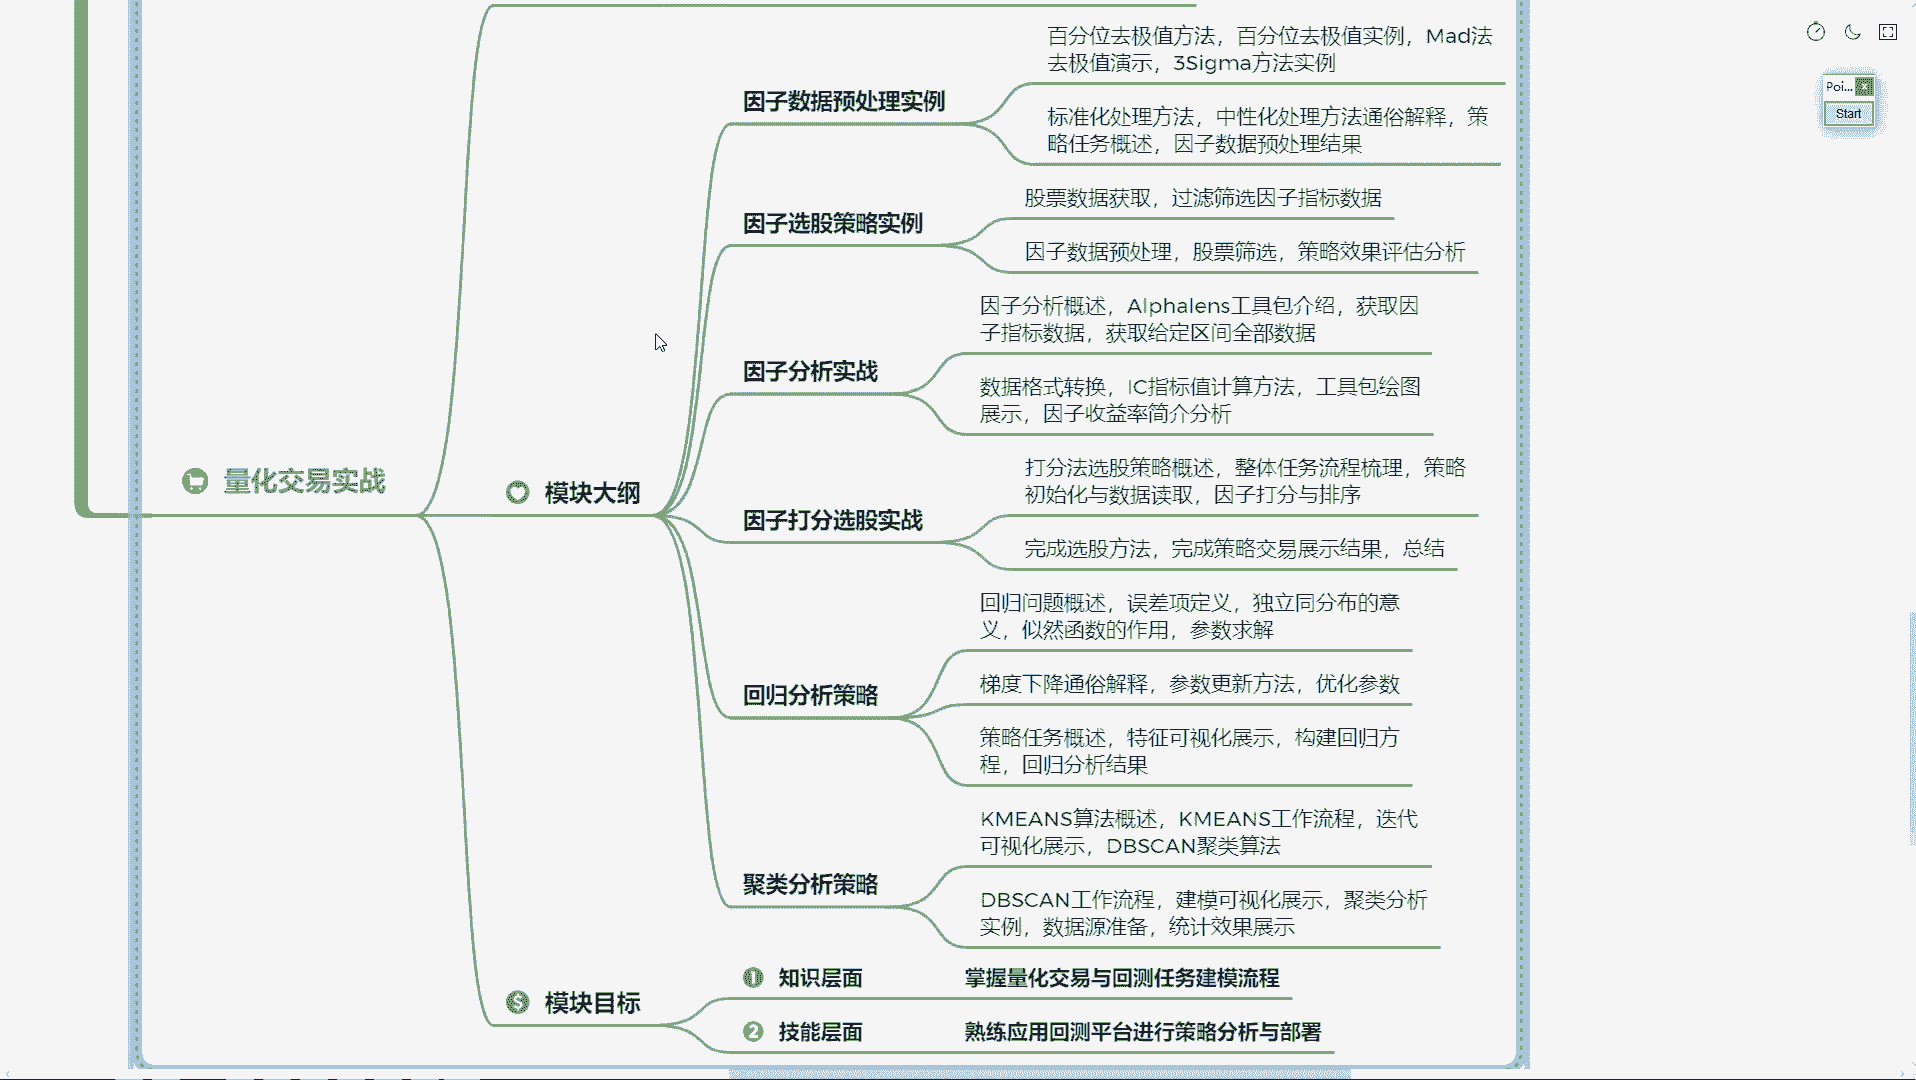 百分位去极值方法，百分位去极值实例，Mad法
去极值演示，3Sigma方法实例
因子数据预处理实例
标准化处理方法，中性化处理方法通俗解释，策
略任务概述，因子数据预处理结果
股票数据获取，过滤筛选因子指标数据
因子选股策略实例
因子数据预处理，股票筛选，策略效果评估分析
因子分析概述，Alphalens工具包介绍，获取因
子指标数据，获取给定区间全部数据
因子分析实战
数据格式转换，IC指标值计算方法，工具包绘图
展示，因子收益率简介分析
量化交易实战
模块大纲
打分法选股策略概述，整体任务流程梳理，策略
初始化与数据读取，因子打分与排序
因子打分选股实战
完成选股方法，完成策略交易展示结果，总结
回归问题概述，误差项定义，独立同分布的意
义，似然函数的作用，参数求解
回归分析策略
梯度下降通俗解释，参数更新方法，优化参数
策略任务概述，特征可视化展示，构建回归方
程，回归分析结果
KMEANS算法概述，KMEANS工作流程，迭代
可视化展示，DBSCAN聚类算法
聚类分析策略
DBSCAN工作流程，建模可视化展示，聚类分析
实例，数据源准备，统计效果展示
模块目标
1 知识层面 掌握量化交易与回测任务建模流程
2 技能层面 熟练应用回测平台进行策略分析与部署
Poi... x
Start